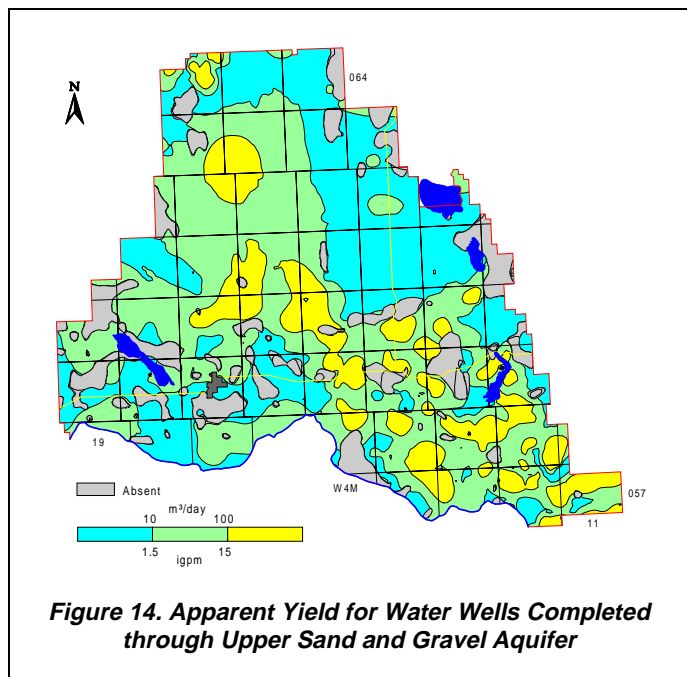 N
064
19
W4M
057
11
Absent
m³/day
10 100
1.5 15
igpm
Figure 14. Apparent Yield for Water Wells Completed
through Upper Sand and Gravel Aquifer